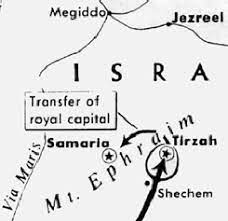 Megiddo
Jezreel
ISRA
Transfer of
royal capital
Samaria
Tirzah
Mt. Ephraim
Via Maris
Shechem